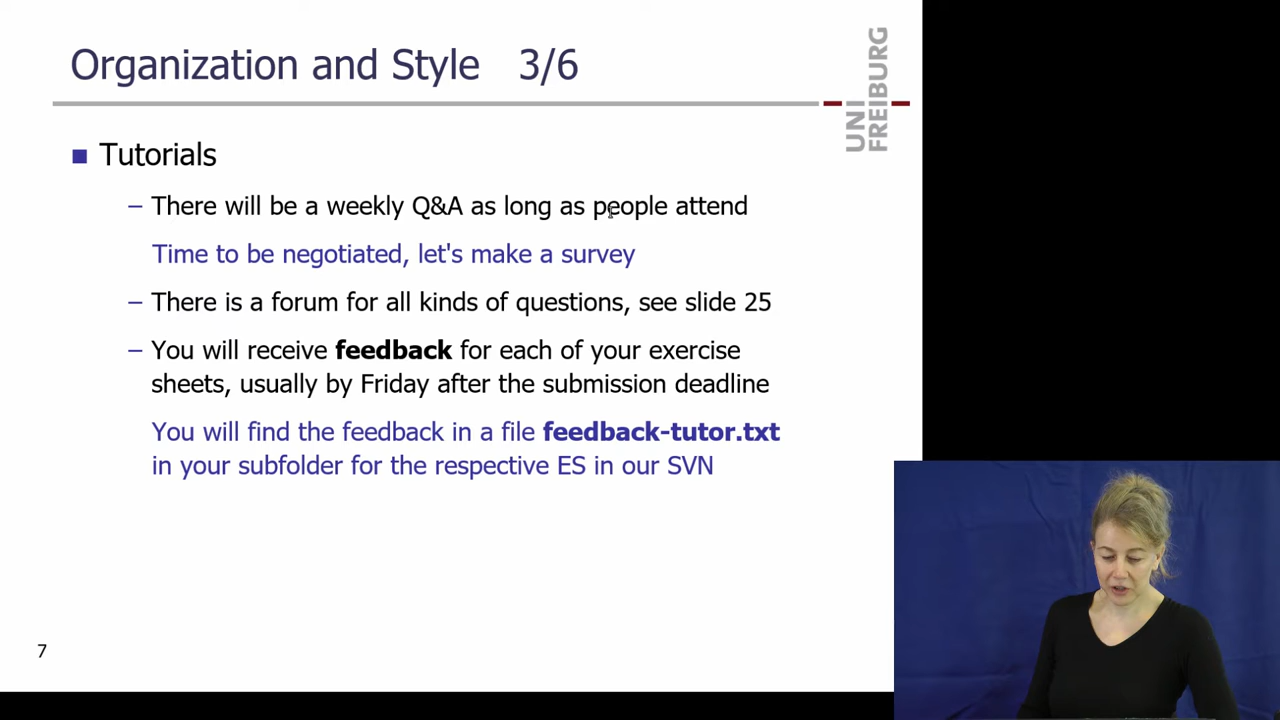 Organization and Style 3/6
UNI
FREIBURG
■ Tutorials
– There will be a weekly Q&A as long as people attend
Time to be negotiated, let's make a survey
– There is a forum for all kinds of questions, see slide 25
– You will receive feedback for each of your exercise
sheets, usually by Friday after the submission deadline
You will find the feedback in a file feedback-tutor.txt
in your subfolder for the respective ES in our SVN
7